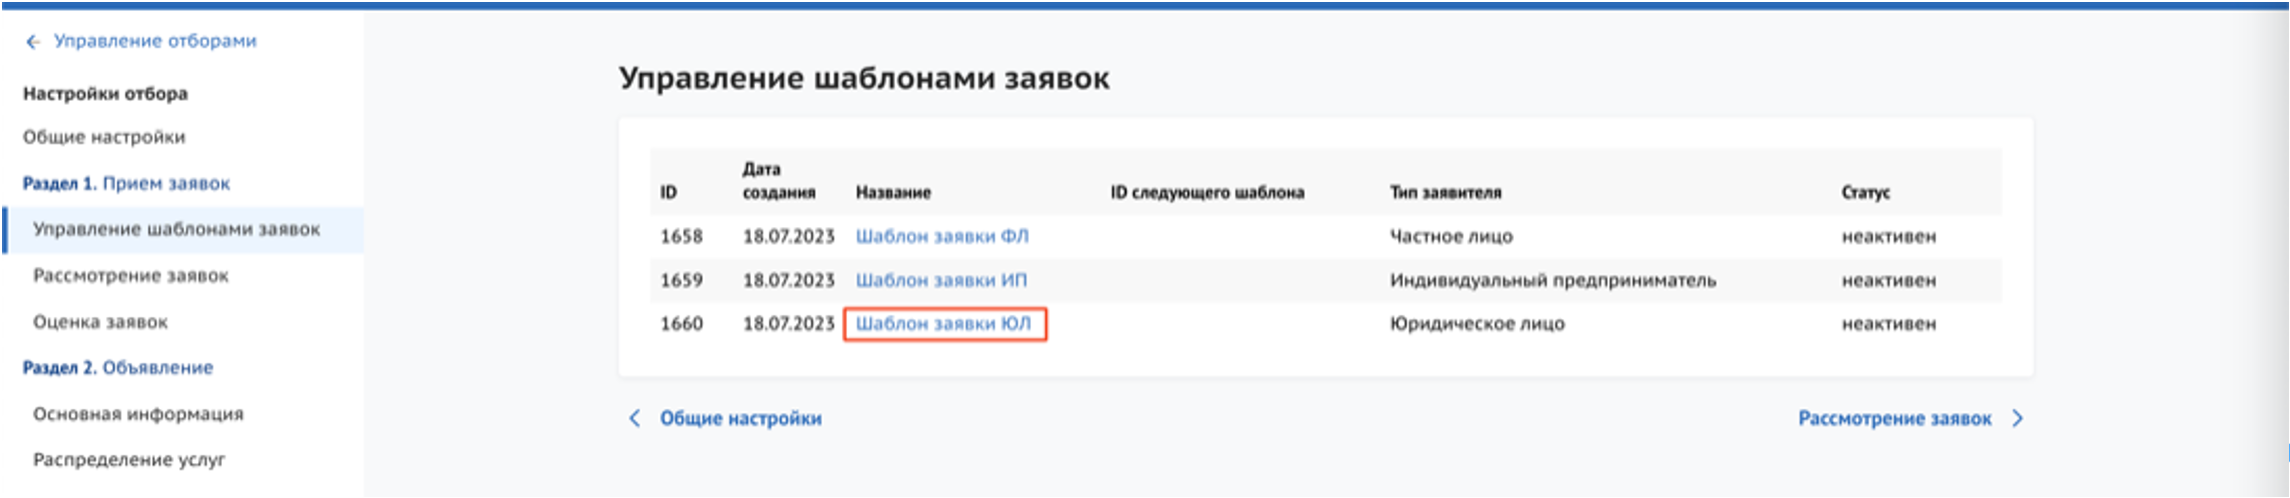 Управление отборами
Настройки отбора
Общие настройки
Раздел 1. Прием заявок
Управление шаблонами заявок
Рассмотрение заявок
Оценка заявок
Раздел 2. Объявление
Основная информация
Распределение услуг
Управление шаблонами заявок
ID Дата создания Название ID следующего шаблона Тип заявителя Статус
1658 18.07.2023 Шаблон заявки ФЛ Частное лицо неактивен
1659 18.07.2023 Шаблон заявки ИП Индивидуальный предприниматель неактивен
1660 18.07.2023 Шаблон заявки ЮЛ Юридическое лицо неактивен
Общие настройки Рассмотрение заявок